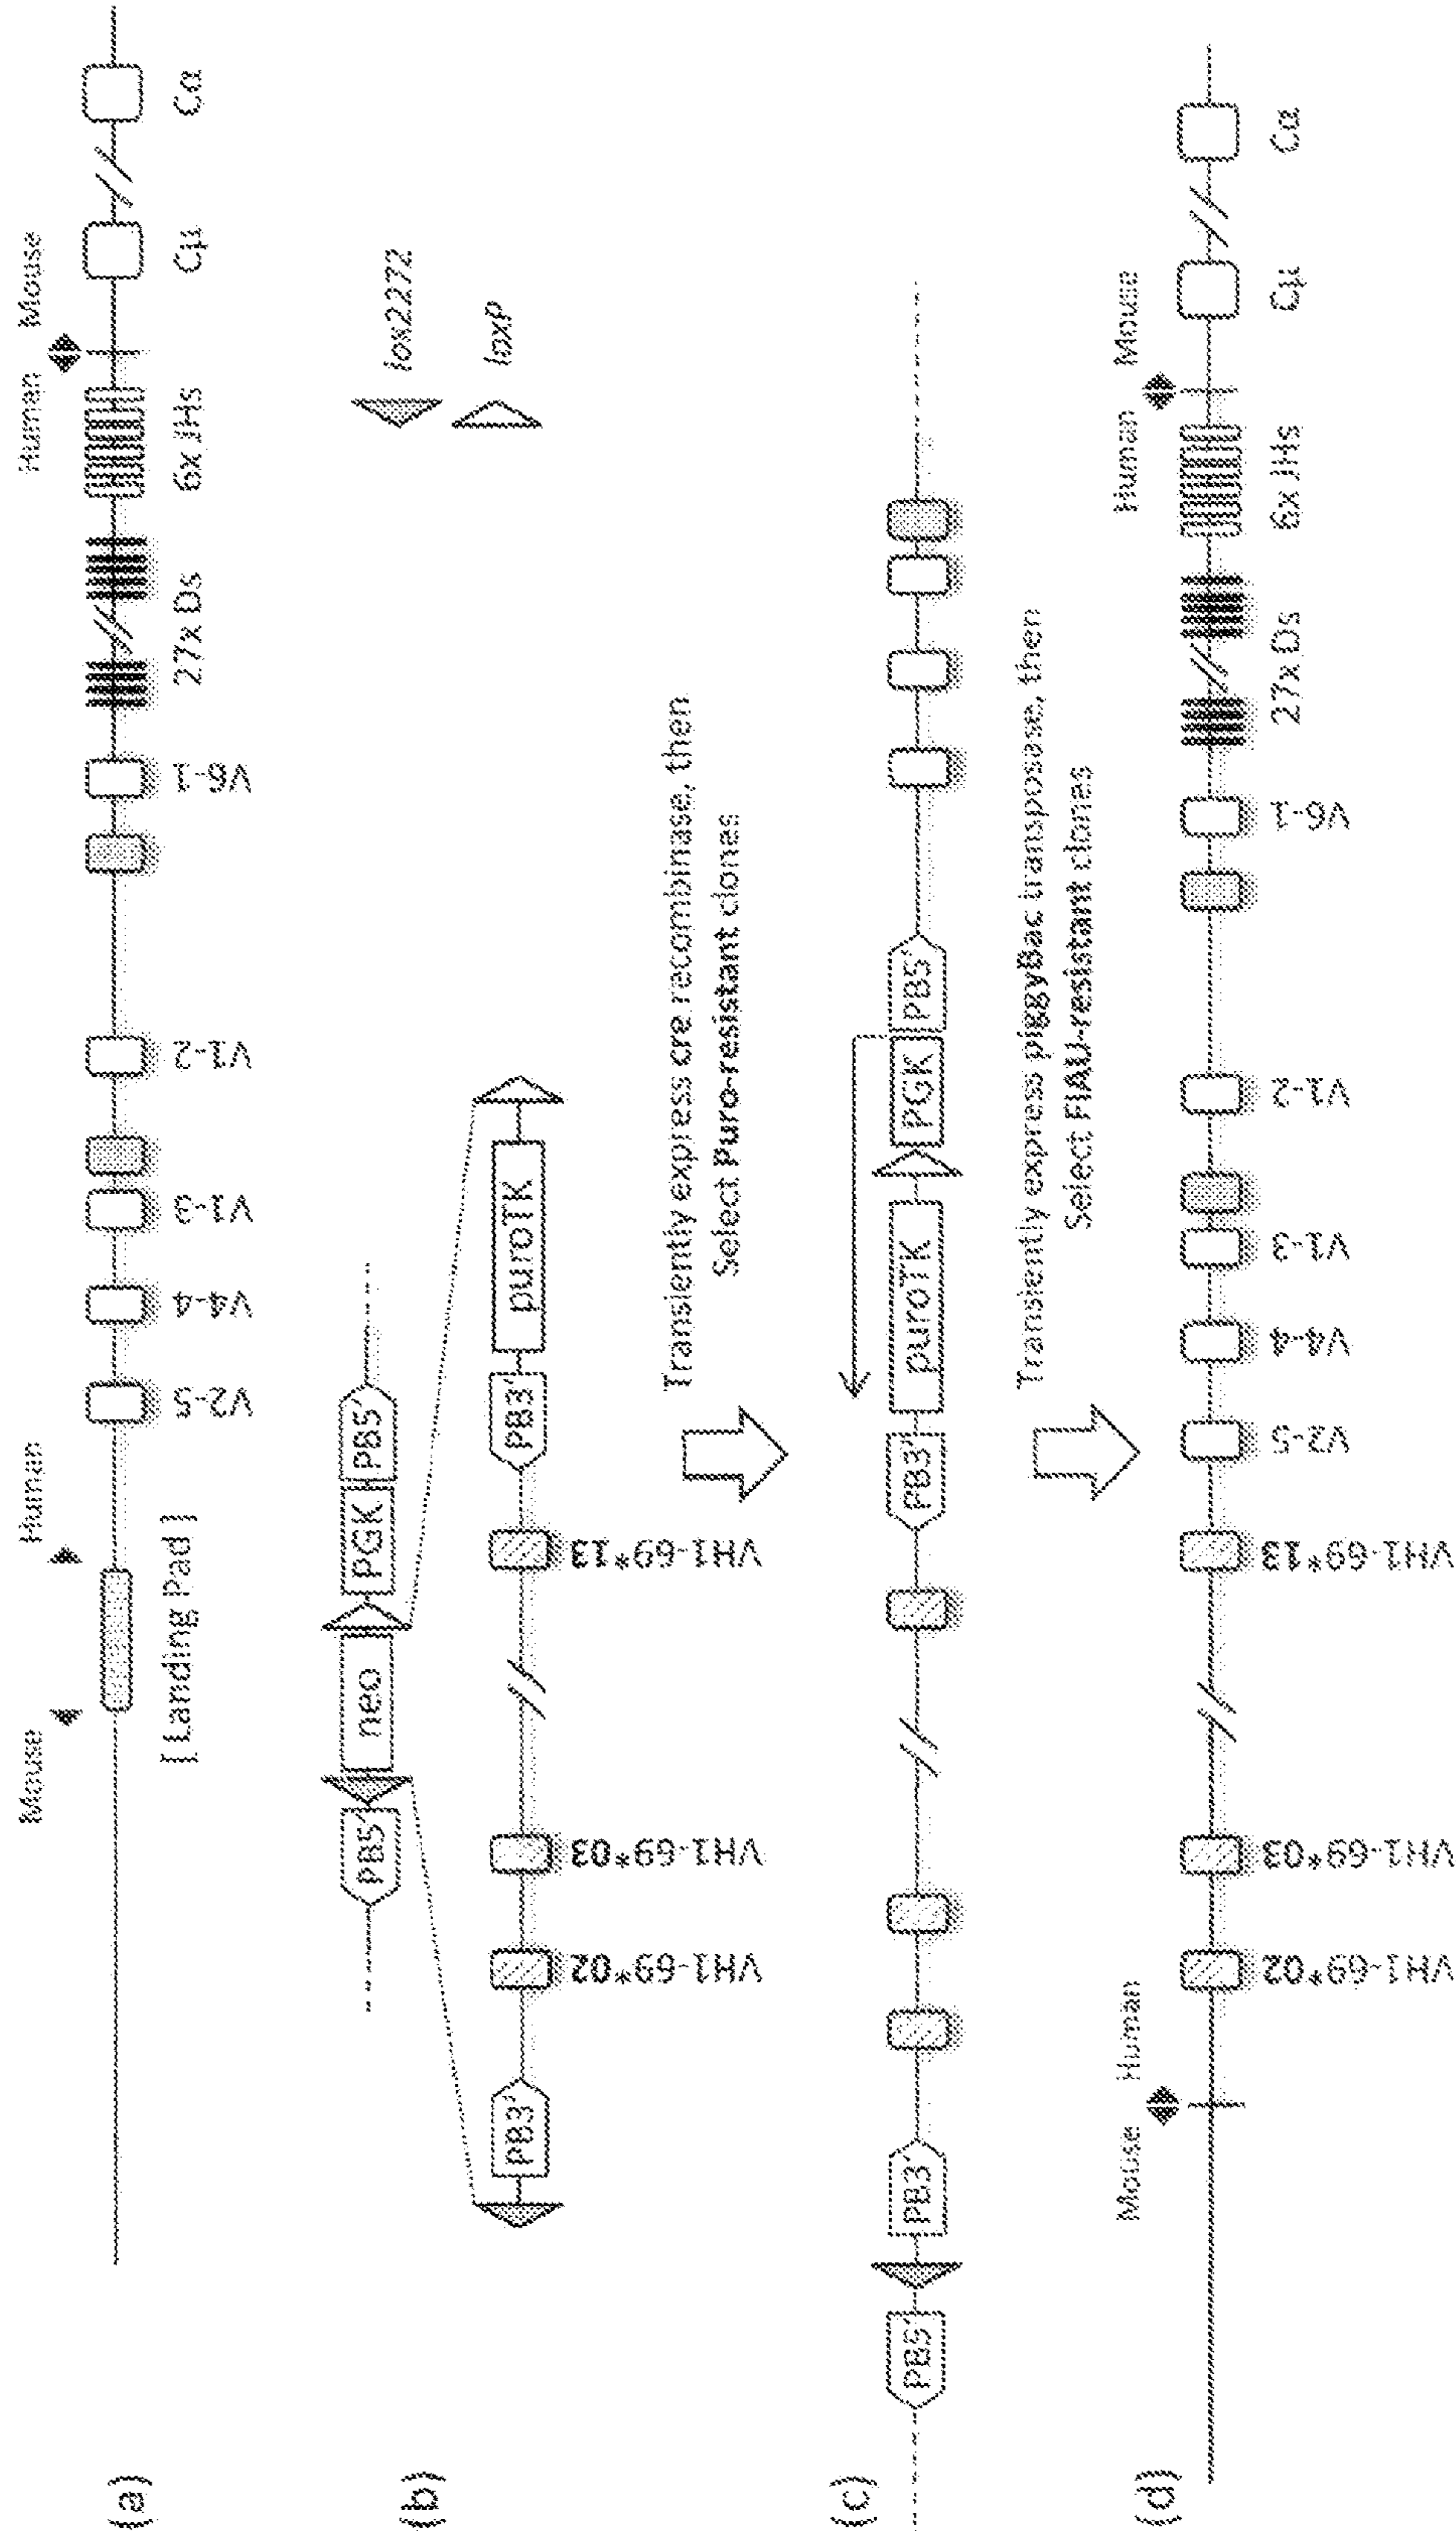 (a)
Mouse
Human
Human
Mouse
[ Landing Pad ]
V2-5
V4-4
V1-3
V1-2
V6-1
27x Ds
6x JHs
Cμ
Cα
(b)
PB5'
neo
PGK
PB5'
lox2272
loxP
PB3'
VH1-69*02
VH1-69*03
VH1-69*13
PB3'
puroTK
Transiently express cre recombinase, then
Select Puro-resistant clones
(c)
PB5'
PB3'
PB3'
puroTK
PGK
PB5'
Transiently express piggyBac transposase, then
Select FIAU-resistant clones
(d)
Mouse
Human
Human
Mouse
VH1-69*02
VH1-69*03
VH1-69*13
V2-5
V4-4
V1-3
V1-2
V6-1
27x Ds
6x JHs
Cμ
Cα